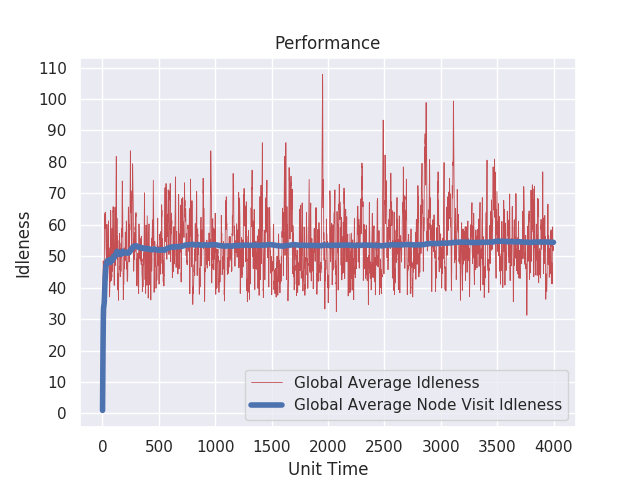 Performance
110
100
90
80
70
60
50
40
30
20
10
0
Idleness
Global Average Idleness
Global Average Node Visit Idleness
0 500 1000 1500 2000 2500 3000 3500 4000
Unit Time